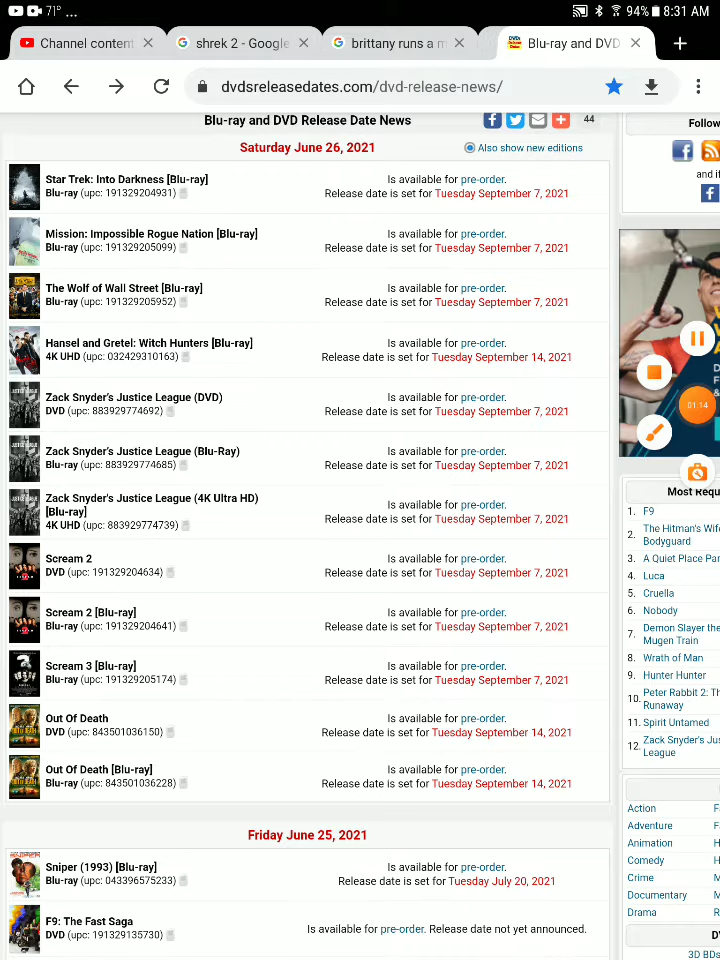 71° ...
94% 8:31 AM
Channel content
shrek 2 - Google
brittany runs a m
Blu-ray and DVD
dvdsreleasedates.com/dvd-release-news/
Blu-ray and DVD Release Date News
44
Follow
Saturday June 26, 2021
Also show new editions
and if
Star Trek: Into Darkness [Blu-ray]
Blu-ray (upc: 191329204931)
Is available for pre-order.
Release date is set for Tuesday September 7, 2021
Mission: Impossible Rogue Nation [Blu-ray]
Blu-ray (upc: 191329205099)
Is available for pre-order.
Release date is set for Tuesday September 7, 2021
The Wolf of Wall Street [Blu-ray]
Blu-ray (upc: 191329205952)
Is available for pre-order.
Release date is set for Tuesday September 7, 2021
Hansel and Gretel: Witch Hunters [Blu-ray]
4K UHD (upc: 032429310163)
Is available for pre-order.
Release date is set for Tuesday September 14, 2021
Zack Snyder's Justice League (DVD)
DVD (upc: 883929774692)
Is available for pre-order.
Release date is set for Tuesday September 7, 2021
Zack Snyder's Justice League (Blu-Ray)
Blu-ray (upc: 883929774685)
Is available for pre-order.
Release date is set for Tuesday September 7, 2021
Zack Snyder's Justice League (4K Ultra HD)
[Blu-ray]
4K UHD (upc: 883929774739)
Is available for pre-order.
Release date is set for Tuesday September 7, 2021
Scream 2
DVD (upc: 191329204634)
Is available for pre-order.
Release date is set for Tuesday September 7, 2021
Scream 2 [Blu-ray]
Blu-ray (upc: 191329204641)
Is available for pre-order.
Release date is set for Tuesday September 7, 2021
Scream 3 [Blu-ray]
Blu-ray (upc: 191329205174)
Is available for pre-order.
Release date is set for Tuesday September 7, 2021
Out Of Death
DVD (upc: 843501036150)
Is available for pre-order.
Release date is set for Tuesday September 14, 2021
Out Of Death [Blu-ray]
Blu-ray (upc: 843501036228)
Is available for pre-order.
Release date is set for Tuesday September 14, 2021
Friday June 25, 2021
Sniper (1993) [Blu-ray]
Blu-ray (upc: 043396575233)
Is available for pre-order.
Release date is set for Tuesday July 20, 2021
F9: The Fast Saga
DVD (upc: 191329135730)
Is available for pre-order. Release date not yet announced.
01:14
Most Requ
1. F9
2. The Hitman's Wife
Bodyguard
3. A Quiet Place Par
4. Luca
5. Cruella
6. Nobody
7. Demon Slayer the
Mugen Train
8. Wrath of Man
9. Hunter Hunter
10. Peter Rabbit 2: Th
Runaway
11. Spirit Untamed
12. Zack Snyder's Jus
League
Action
Adventure
Animation
Comedy
Crime
Documentary
Drama
3D BDs